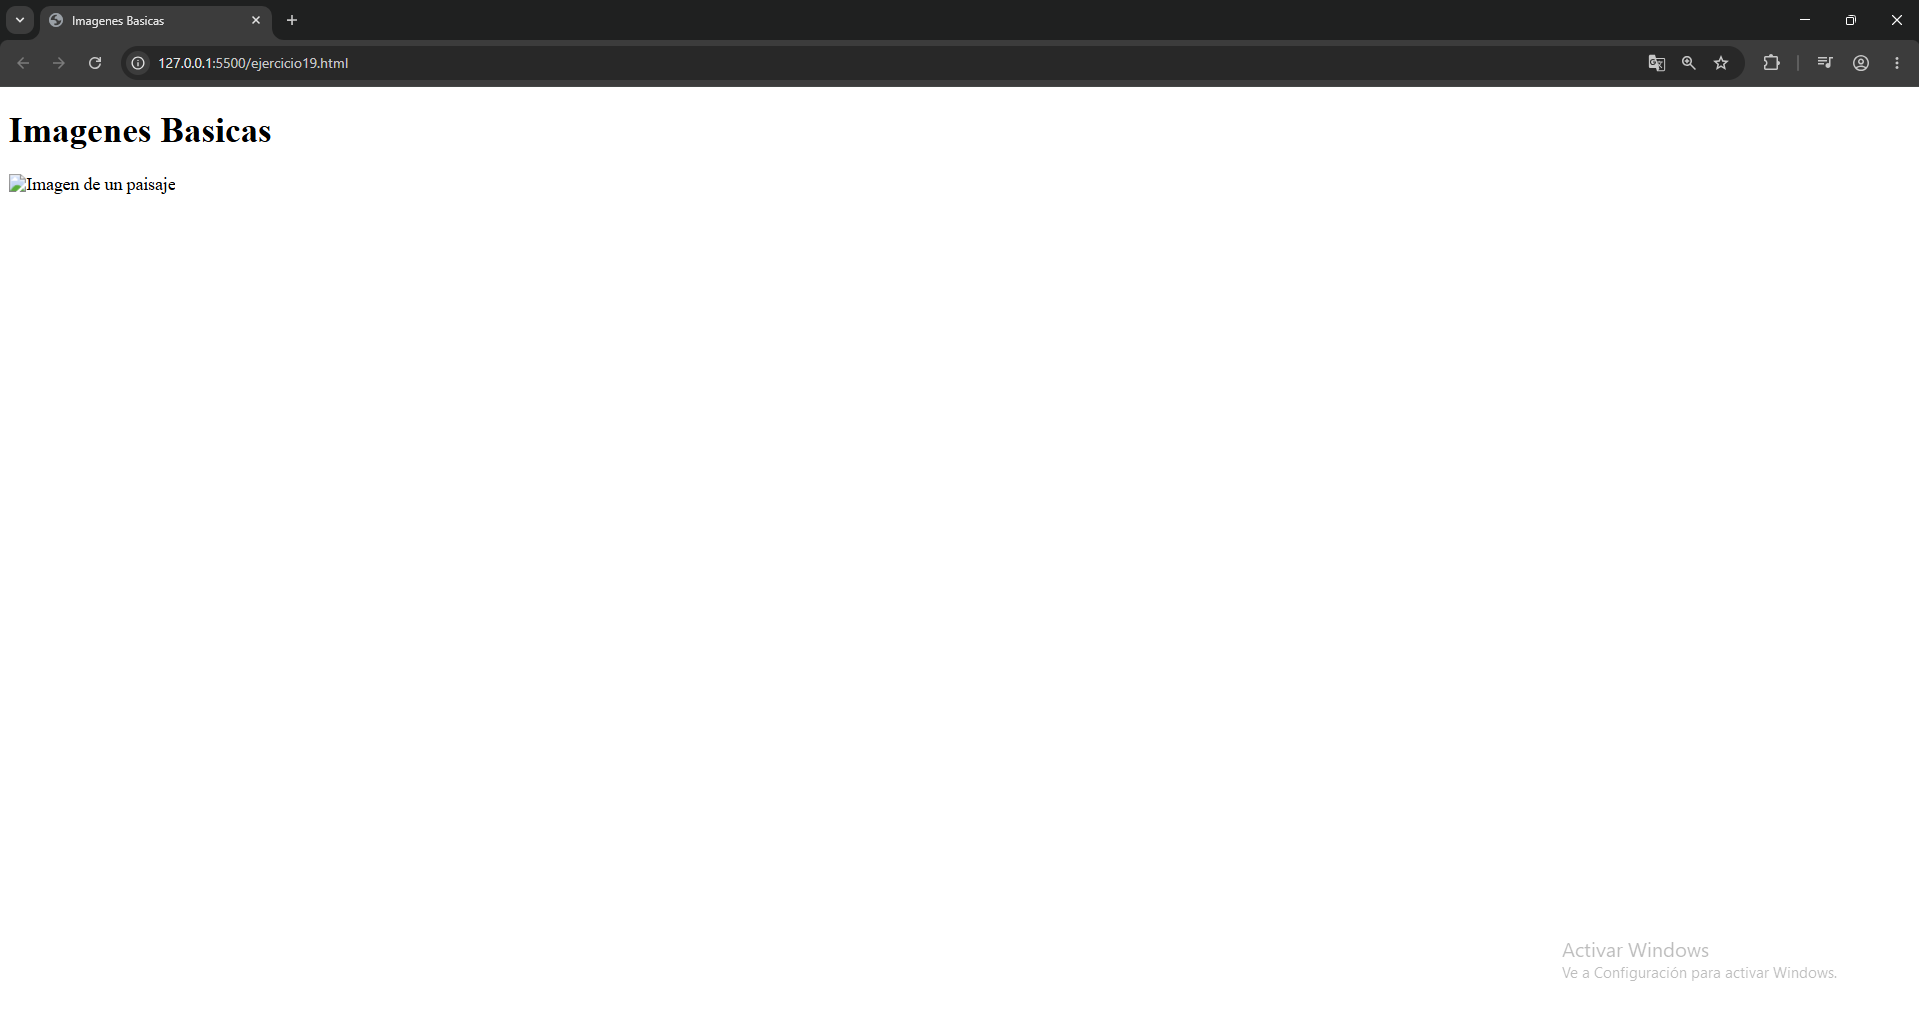 Imagenes Basicas
127.0.0.1:5500/ejercicio19.html
Imagenes Basicas
Imagen de un paisaje
Activar Windows
Ve a Configuración para activar Windows.